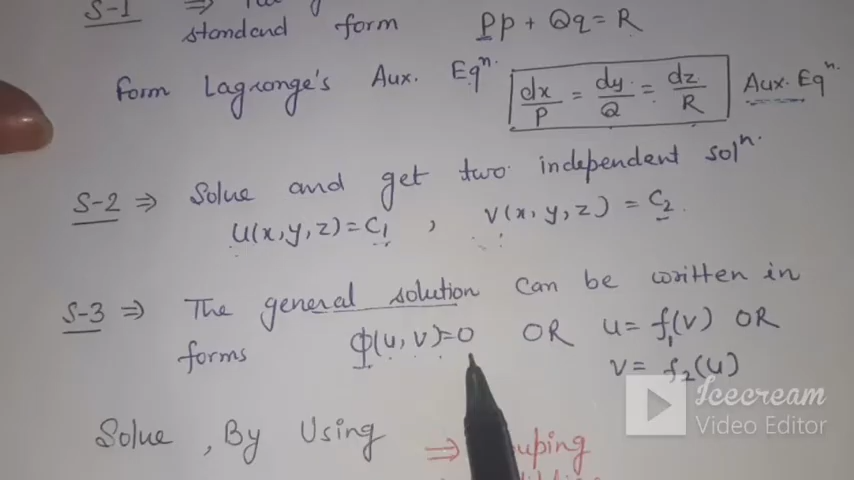 S-1 ⇒
standard form Pp + Qq = R
form Lagrange's Aux. Eqⁿ. dx/P = dy/Q = dz/R Aux. Eqⁿ.
S-2 ⇒ Solve and get two independent solⁿ.
u(x, y, z) = C₁ , v(x, y, z) = C₂.
S-3 ⇒ The general solution can be written in
forms ϕ(u, v)=0 OR u = f₁(v) OR
v = f₂(u)
Icecream
Video Editor
Solve , By Using
⇒